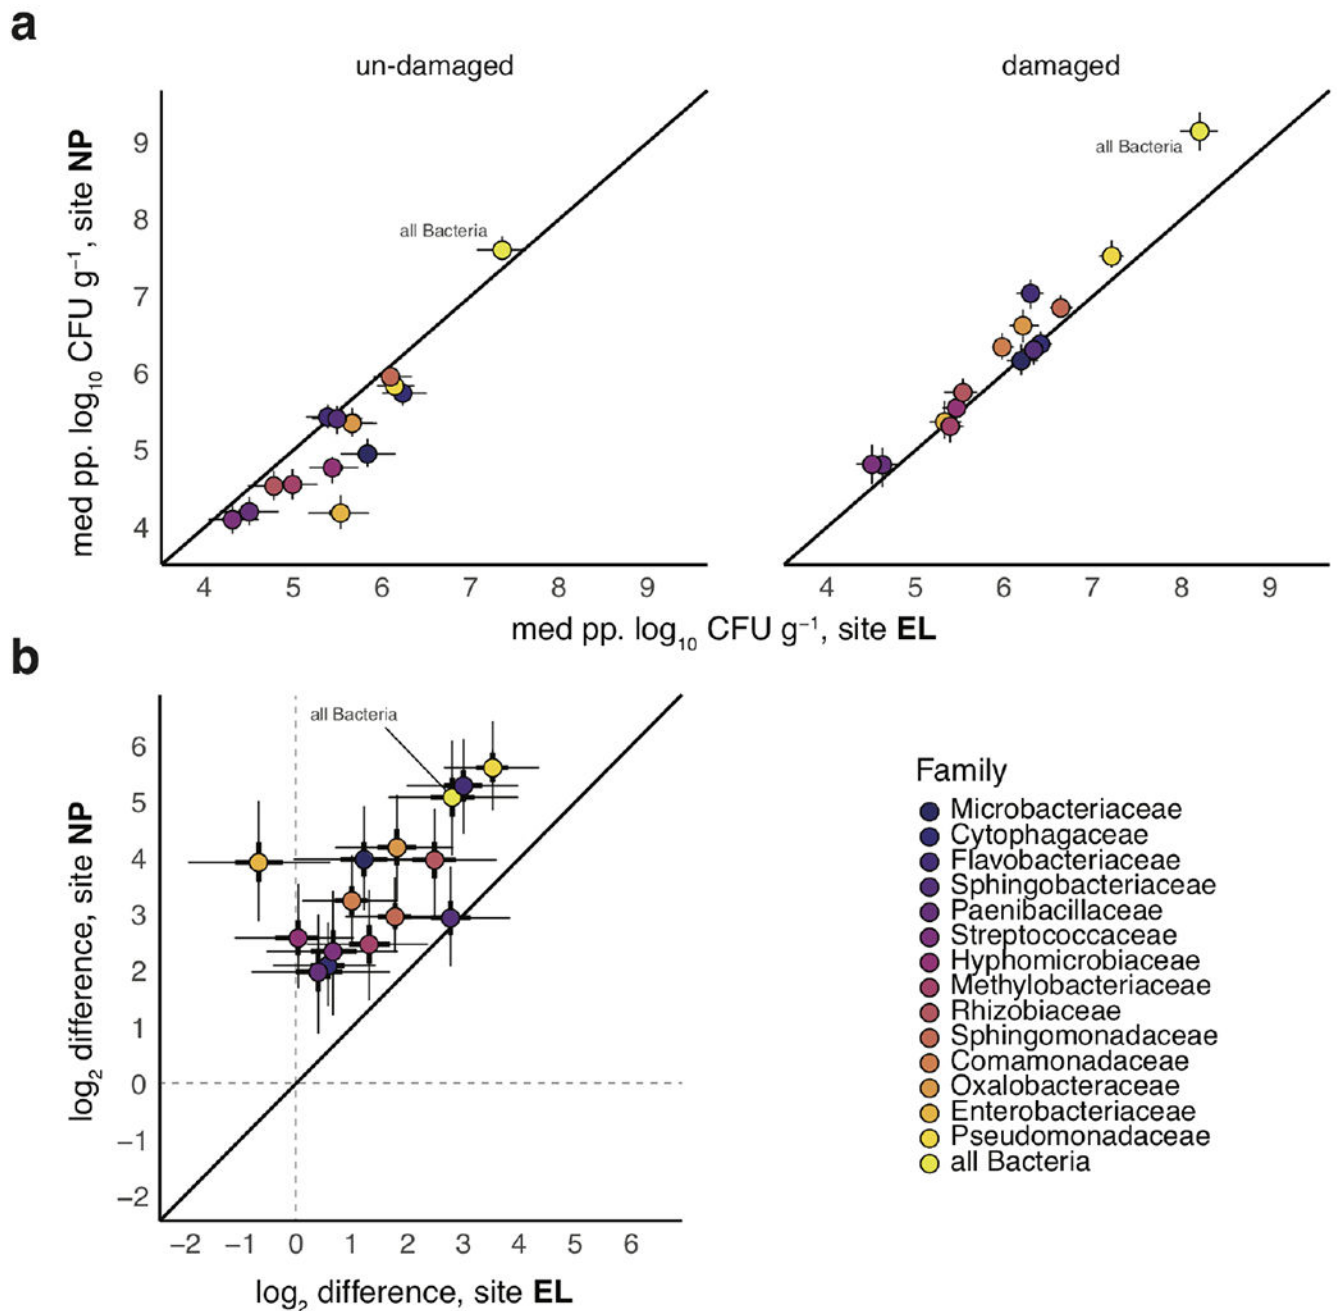 a
un-damaged
damaged
med pp. log₁₀ CFU g⁻¹, site NP
9
8
7
6
5
4
all Bacteria
all Bacteria
4 5 6 7 8 9
4 5 6 7 8 9
med pp. log₁₀ CFU g⁻¹, site EL
b
log₂ difference, site NP
6
5
4
3
2
1
0
−1
−2
all Bacteria
−2 −1 0 1 2 3 4 5 6
log₂ difference, site EL
Family
Microbacteriaceae
Cytophagaceae
Flavobacteriaceae
Sphingobacteriaceae
Paenibacillaceae
Streptococcaceae
Hyphomicrobiaceae
Methylobacteriaceae
Rhizobiaceae
Sphingomonadaceae
Comamonadaceae
Oxalobacteraceae
Enterobacteriaceae
Pseudomonadaceae
all Bacteria